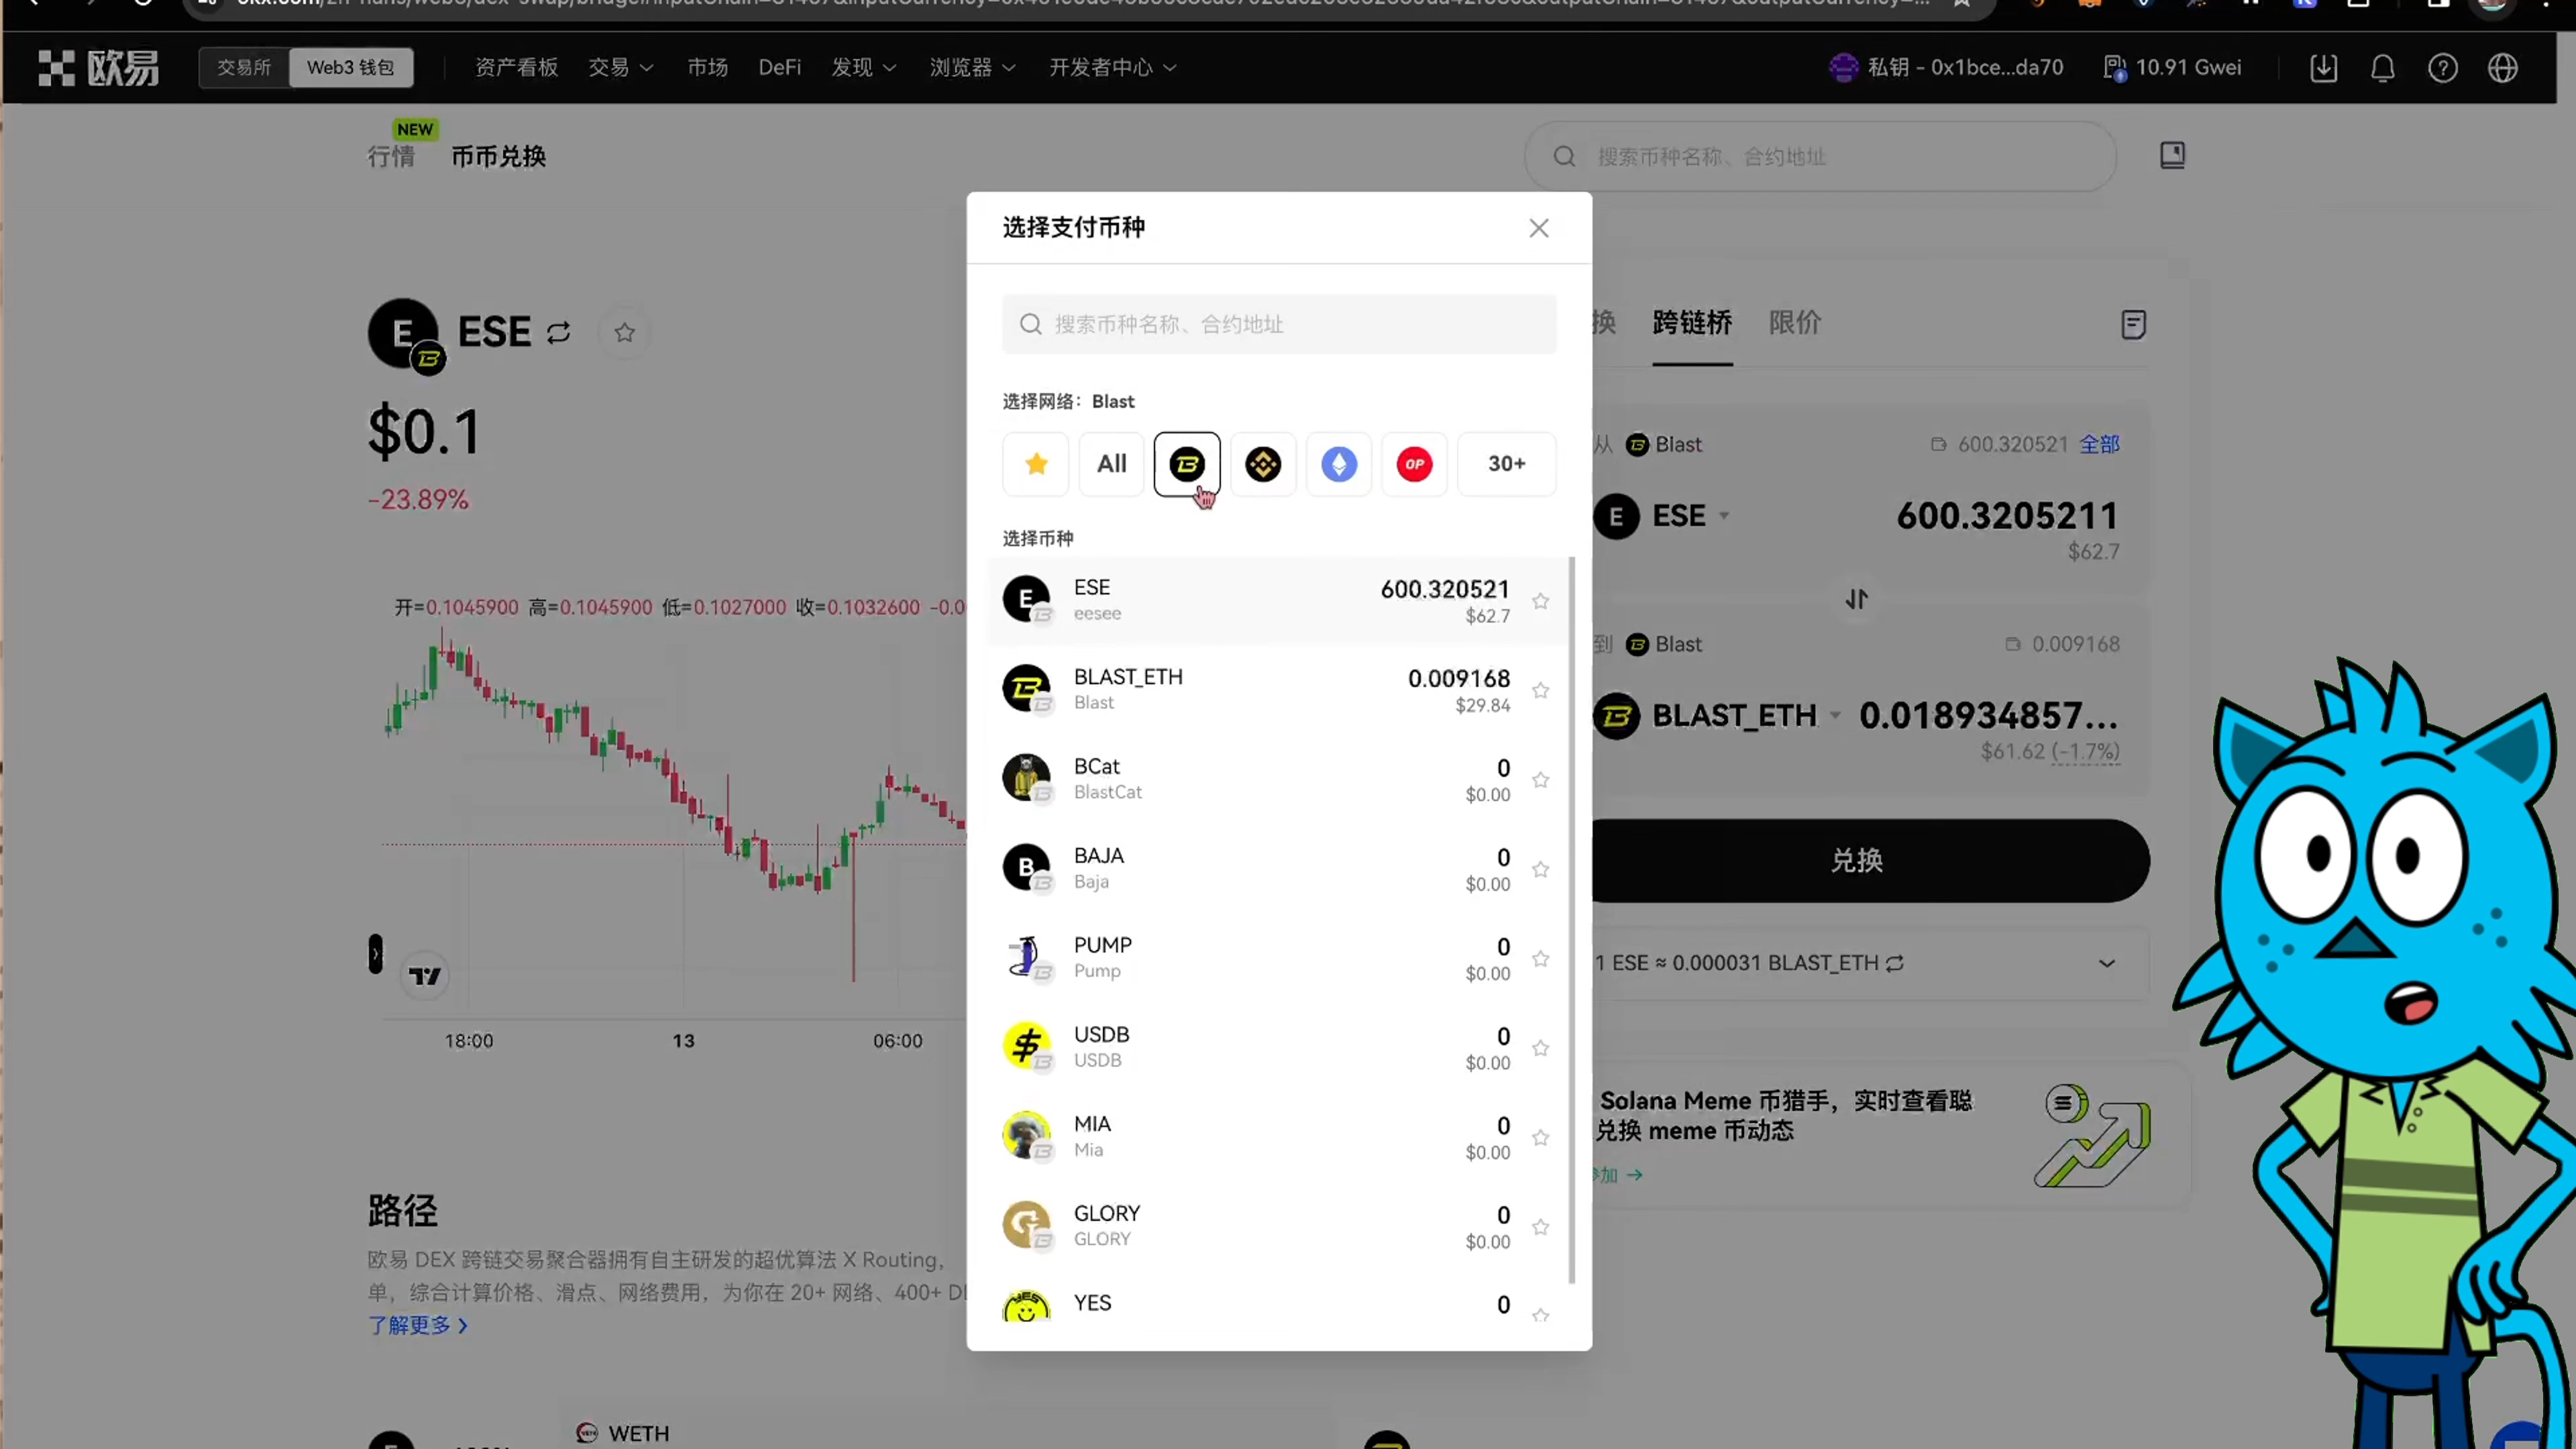 欧易 交易所 Web3 钱包 资产看板 交易 市场 DeFi 发现 浏览器 开发者中心 私钥 - 0x1bce...da70 10.91 Gwei
NEW
行情 币币兑换 搜索币种名称、合约地址
选择支付币种
搜索币种名称、合约地址
E ESE
$0.1
-23.89%
开=0.1045900 高=0.1045900 低=0.1027000 收=0.1032600 -0.0
18:00 13 06:00
路径
欧易 DEX 跨链交易聚合器拥有自主研发的超优算法 X Routing,
单，综合计算价格、滑点、网络费用，为你在 20+ 网络、400+ D
了解更多
WETH
选择网络：Blast
All OP 30+
选择币种
E ESE 600.320521
eesee $62.7
BLAST_ETH 0.009168
Blast $29.84
BCat 0
BlastCat $0.00
B BAJA 0
Baja $0.00
PUMP 0
Pump $0.00
USDB 0
USDB $0.00
MIA 0
Mia $0.00
GLORY 0
GLORY $0.00
YES YES 0
换 跨链桥 限价
从 Blast 600.320521 全部
E ESE 600.3205211
$62.7
到 Blast 0.009168
BLAST_ETH 0.018934857...
$61.62 (-1.7%)
兑换
1 ESE ≈ 0.000031 BLAST_ETH
Solana Meme 币猎手，实时查看聪
兑换 meme 币动态
参加 →